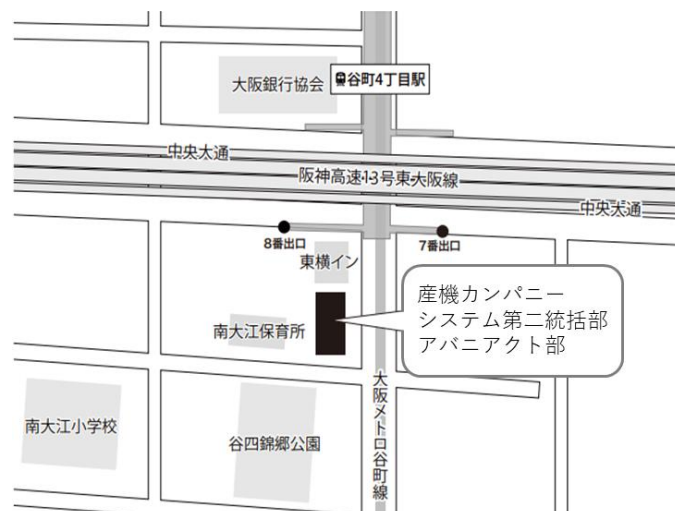 大阪銀行協会
谷町4丁目駅
中央大通
阪神高速13号東大阪線
中央大通
8番出口
7番出口
東横イン
産機カンパニー
システム第二統括部
アバニアクト部
南大江保育所
大阪メトロ谷町線
南大江小学校
谷四錦郷公園